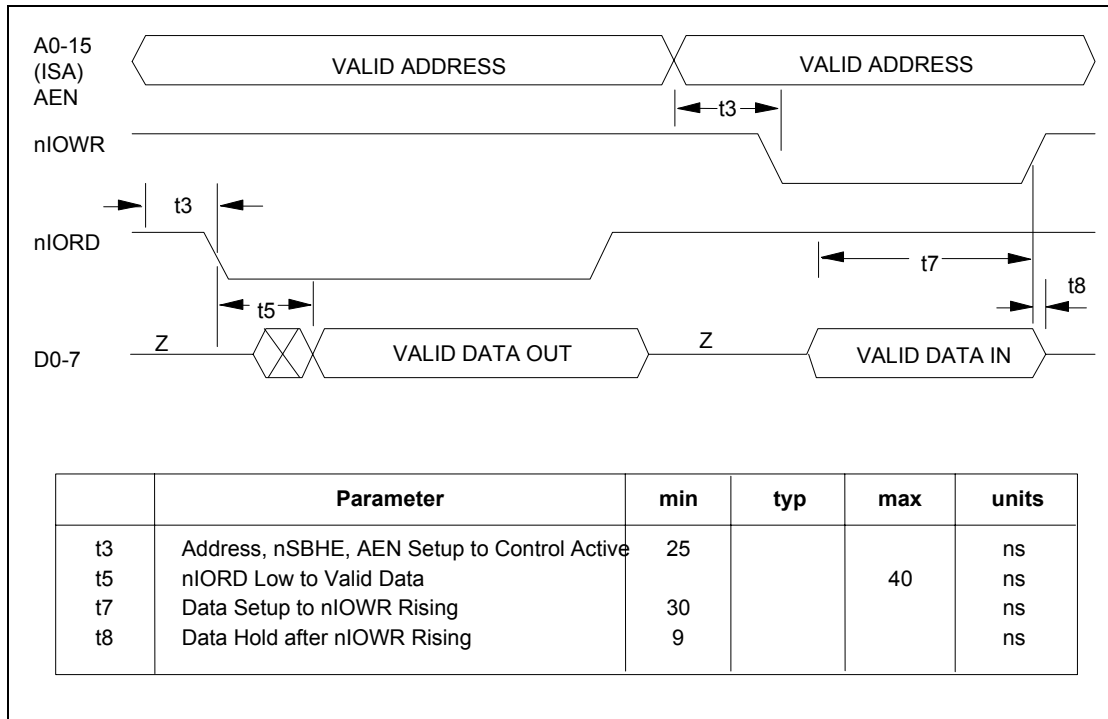 A0-15
(ISA)
AEN
VALID ADDRESS
VALID ADDRESS
t3
nIOWR
t3
nIORD
t7
t8
t5
Z
Z
D0-7
VALID DATA OUT
VALID DATA IN
Parameter min typ max units
t3 Address, nSBHE, AEN Setup to Control Active 25 ns
t5 nIORD Low to Valid Data 40 ns
t7 Data Setup to nIOWR Rising 30 ns
t8 Data Hold after nIOWR Rising 9 ns